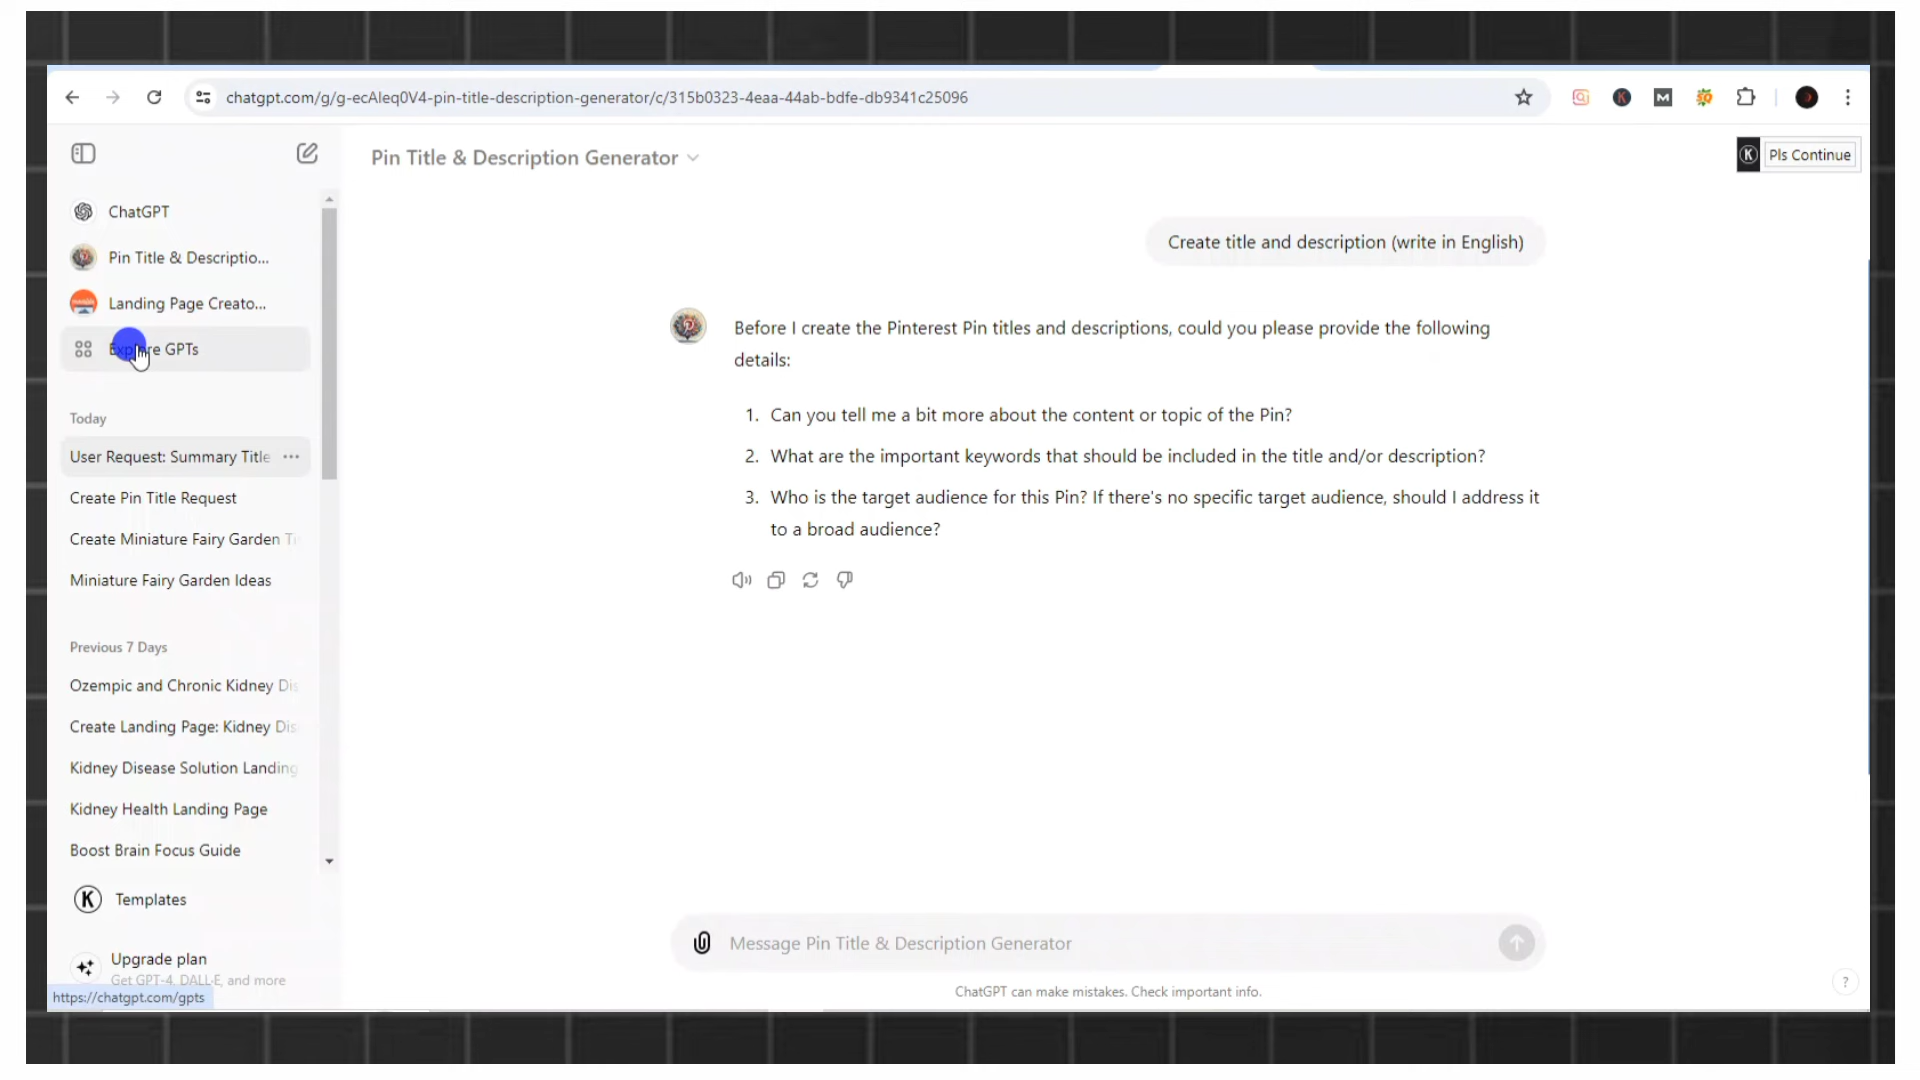 chatgpt.com/g/g-ecAleq0V4-pin-title-description-generator/c/315b0323-4eaa-44ab-bdfe-db9341c25096
Pin Title & Description Generator
K Pls Continue
ChatGPT
Pin Title & Descriptio...
Landing Page Creato...
Explore GPTs
Today
User Request: Summary Title
Create Pin Title Request
Create Miniature Fairy Garden Ti
Miniature Fairy Garden Ideas
Previous 7 Days
Ozempic and Chronic Kidney Dis
Create Landing Page: Kidney Dis
Kidney Disease Solution Landing
Kidney Health Landing Page
Boost Brain Focus Guide
K Templates
Upgrade plan
Get GPT-4, DALL·E, and more
https://chatgpt.com/gpts
Create title and description (write in English)
Before I create the Pinterest Pin titles and descriptions, could you please provide the following
details:
1. Can you tell me a bit more about the content or topic of the Pin?
2. What are the important keywords that should be included in the title and/or description?
3. Who is the target audience for this Pin? If there's no specific target audience, should I address it
to a broad audience?
Message Pin Title & Description Generator
ChatGPT can make mistakes. Check important info.
?